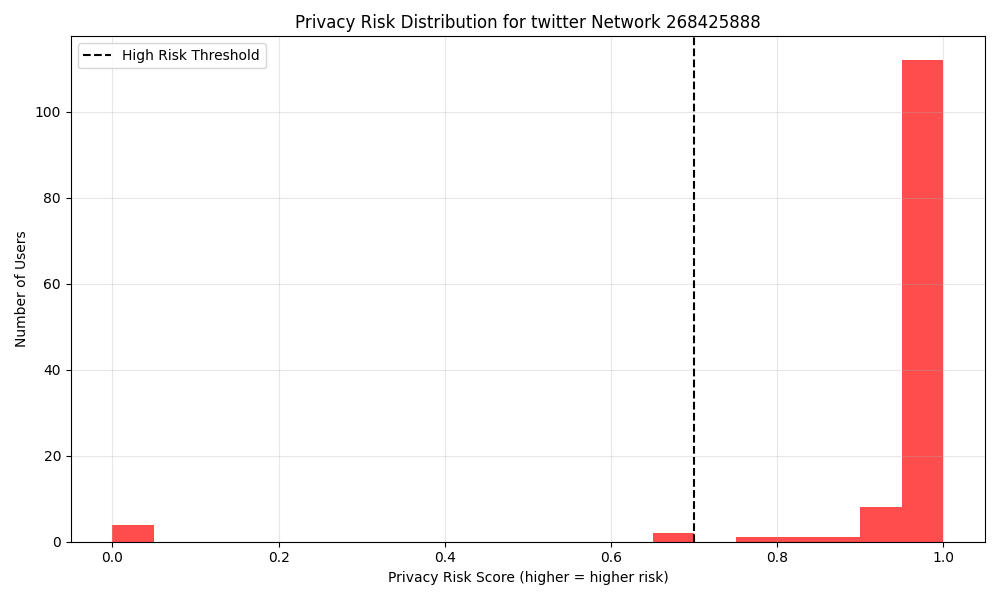 Privacy Risk Distribution for twitter Network 268425888
High Risk Threshold
Number of Users
100
80
60
40
20
0
0.0 0.2 0.4 0.6 0.8 1.0
Privacy Risk Score (higher = higher risk)